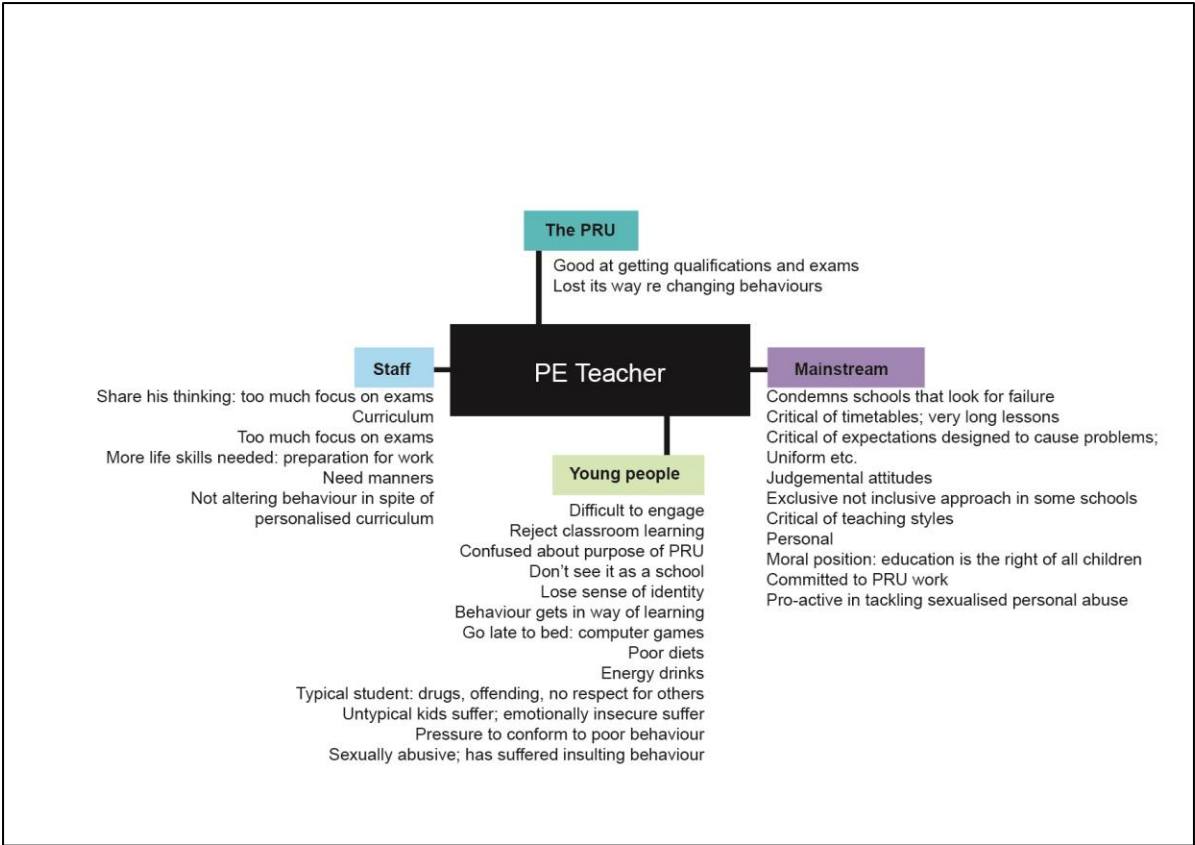 The PRU
Good at getting qualifications and exams
Lost its way re changing behaviours
PE Teacher
Staff
Share his thinking: too much focus on exams
Curriculum
Too much focus on exams
More life skills needed: preparation for work
Need manners
Not altering behaviour in spite of
personalised curriculum
Mainstream
Condemns schools that look for failure
Critical of timetables; very long lessons
Critical of expectations designed to cause problems;
Uniform etc.
Judgemental attitudes
Exclusive not inclusive approach in some schools
Critical of teaching styles
Personal
Moral position: education is the right of all children
Committed to PRU work
Pro-active in tackling sexualised personal abuse
Young people
Difficult to engage
Reject classroom learning
Confused about purpose of PRU
Don't see it as a school
Lose sense of identity
Behaviour gets in way of learning
Go late to bed: computer games
Poor diets
Energy drinks
Typical student: drugs, offending, no respect for others
Untypical kids suffer; emotionally insecure suffer
Pressure to conform to poor behaviour
Sexually abusive; has suffered insulting behaviour